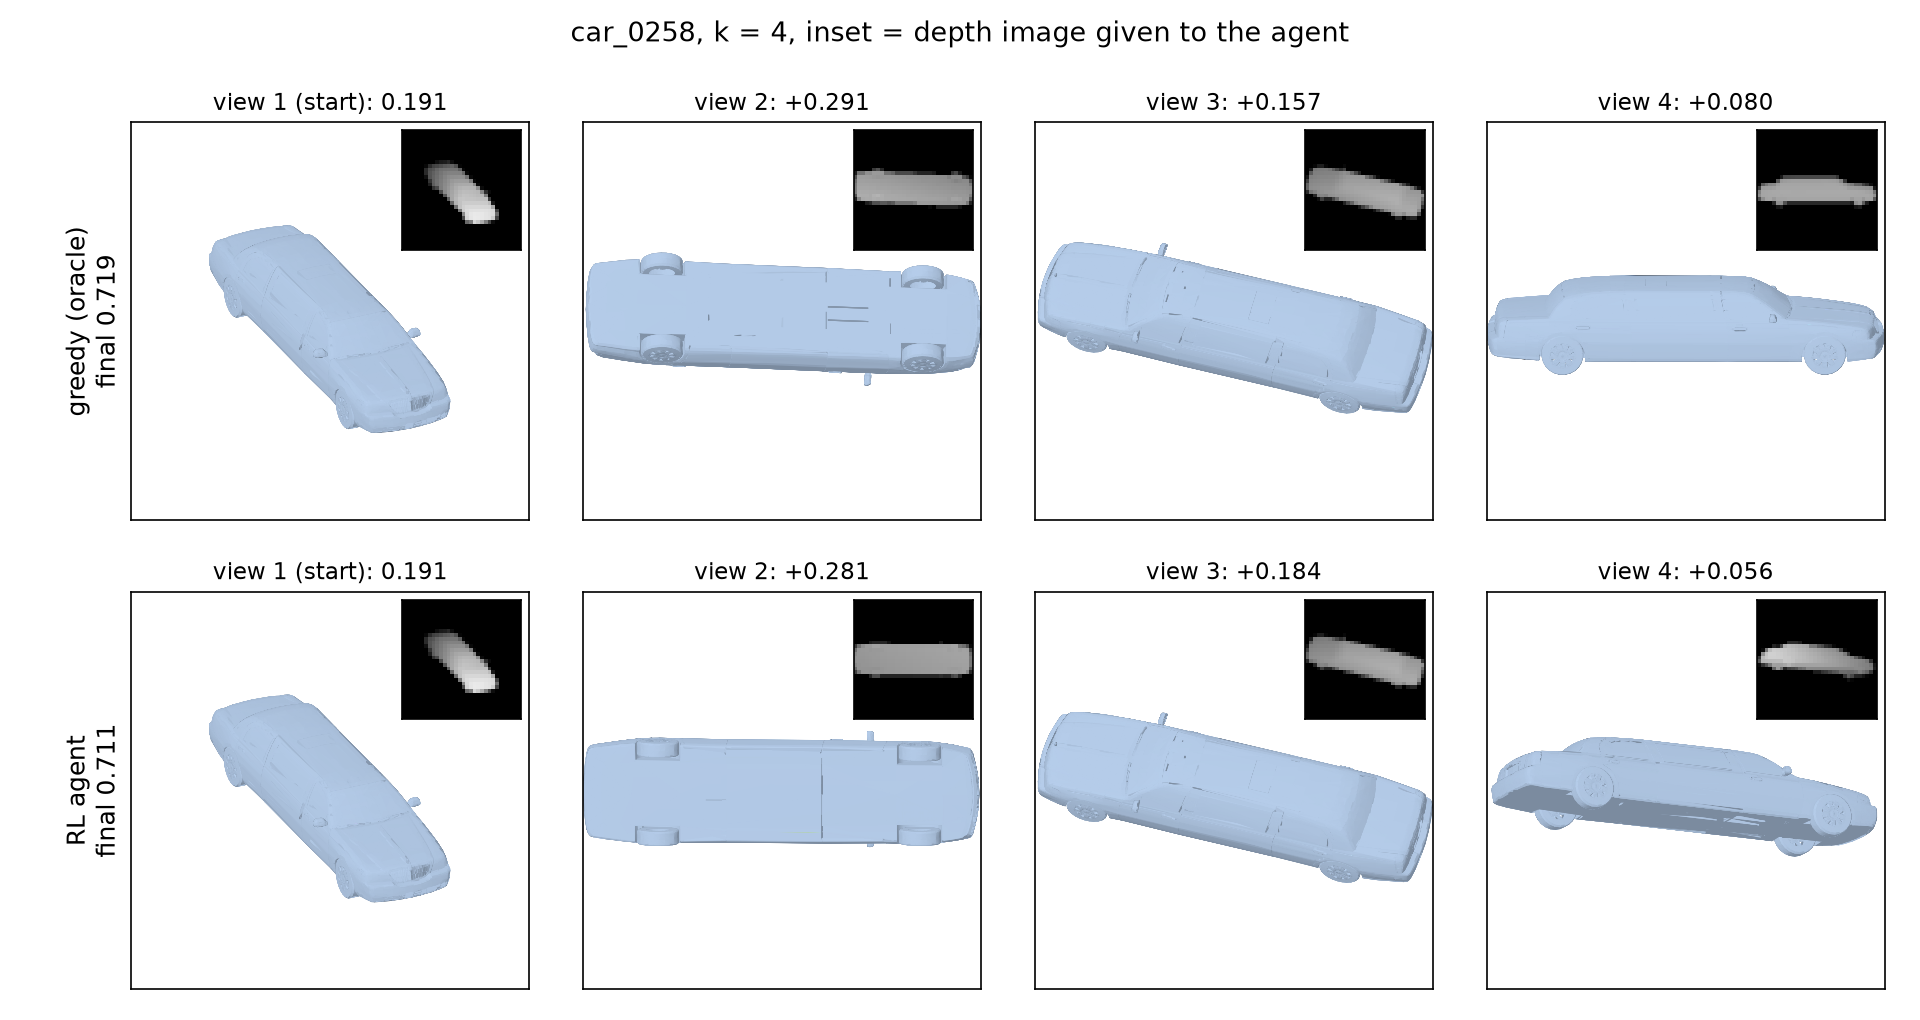 car_0258, k = 4, inset = depth image given to the agent
view 1 (start): 0.191
view 2: +0.291
view 3: +0.157
view 4: +0.080
greedy (oracle)
final 0.719
view 1 (start): 0.191
view 2: +0.281
view 3: +0.184
view 4: +0.056
RL agent
final 0.711